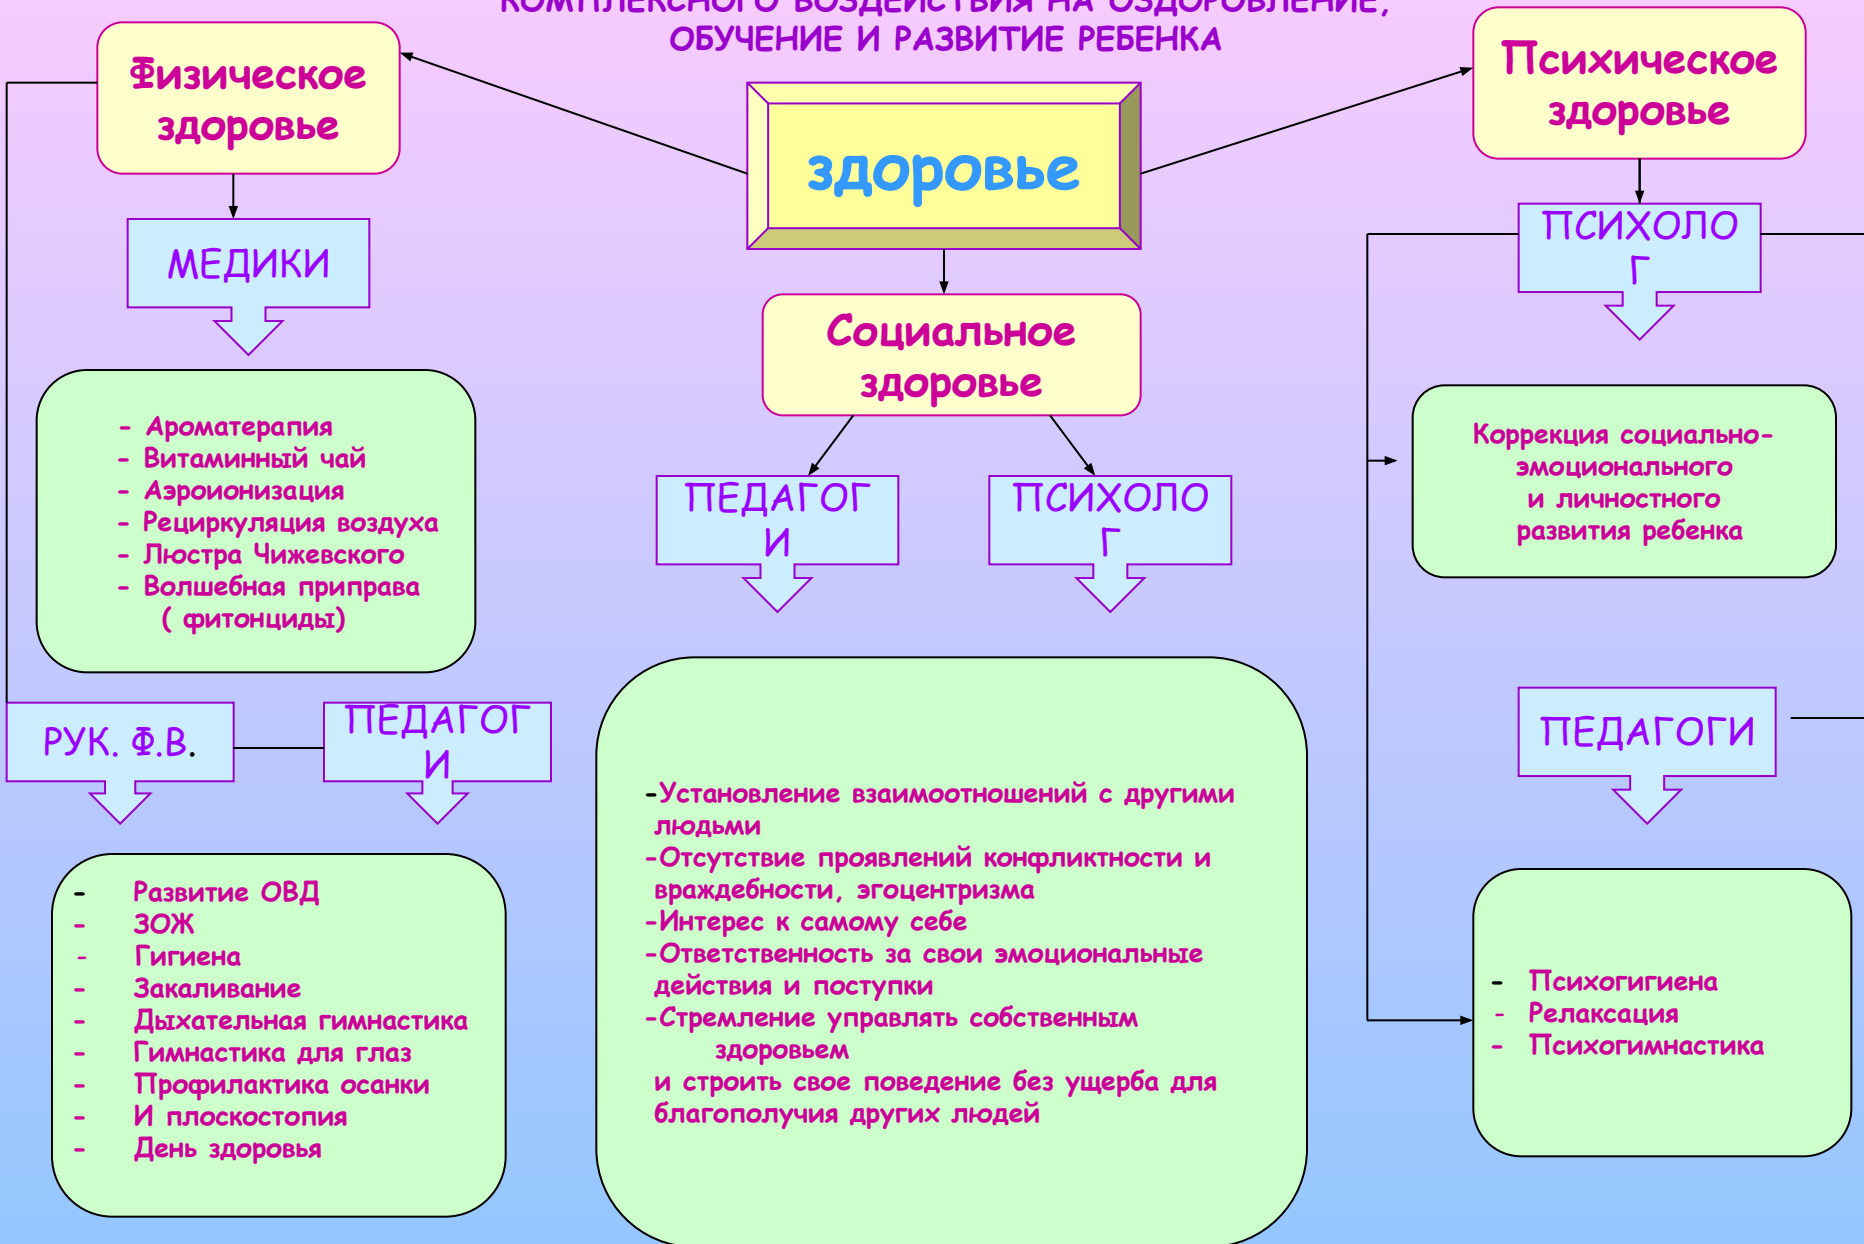 КОМПЛЕКСНОГО ВОЗДЕЙСТВИЯ НА ОЗДОРОВЛЕНИЕ,
ОБУЧЕНИЕ И РАЗВИТИЕ РЕБЕНКА
здоровье
Физическое
здоровье
МЕДИКИ
- Ароматерапия
- Витаминный чай
- Аэроионизация
- Рециркуляция воздуха
- Люстра Чижевского
- Волшебная приправа
( фитонциды)
РУК. Ф.В.
ПЕДАГОГ
И
- Развитие ОВД
- ЗОЖ
- Гигиена
- Закаливание
- Дыхательная гимнастика
- Гимнастика для глаз
- Профилактика осанки
- И плоскостопия
- День здоровья
Социальное
здоровье
ПЕДАГОГ
И
ПСИХОЛО
Г
-Установление взаимоотношений с другими
людьми
-Отсутствие проявлений конфликтности и
враждебности, эгоцентризма
-Интерес к самому себе
-Ответственность за свои эмоциональные
действия и поступки
-Стремление управлять собственным
здоровьем
и строить свое поведение без ущерба для
благополучия других людей
Психическое
здоровье
ПСИХОЛО
Г
Коррекция социально-
эмоционального
и личностного
развития ребенка
ПЕДАГОГИ
- Психогигиена
- Релаксация
- Психогимнастика